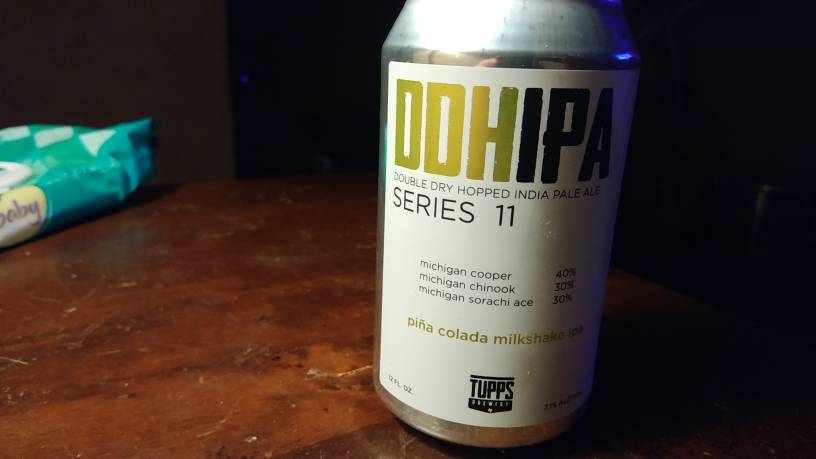 DDHIPA
DOUBLE DRY HOPPED INDIA PALE ALE
SERIES 11
michigan cooper 40%
michigan chinook 30%
michigan sorachi ace 30%
piña colada milkshake ipa
12 FL. OZ.
TUPPS
BREWERY
baby